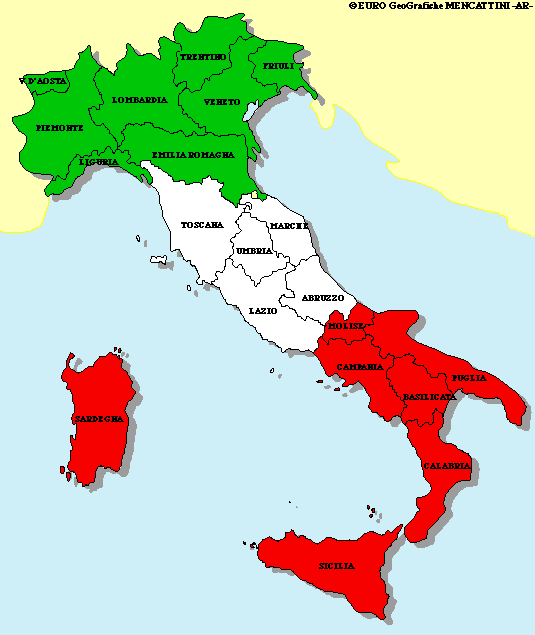 © EURO GeoGrafiche MENCATTINI -AR-
TRENTINO
FRIULI
V D'AOSTA
LOMBARDIA
VENETO
PIEMONTE
EMILIA ROMAGNA
LIGURIA
TOSCANA
MARCHE
UMBRIA
ABRUZZO
LAZIO
MOLISE
CAMPANIA
PUGLIA
BASILICATA
SARDEGNA
CALABRIA
SICILIA